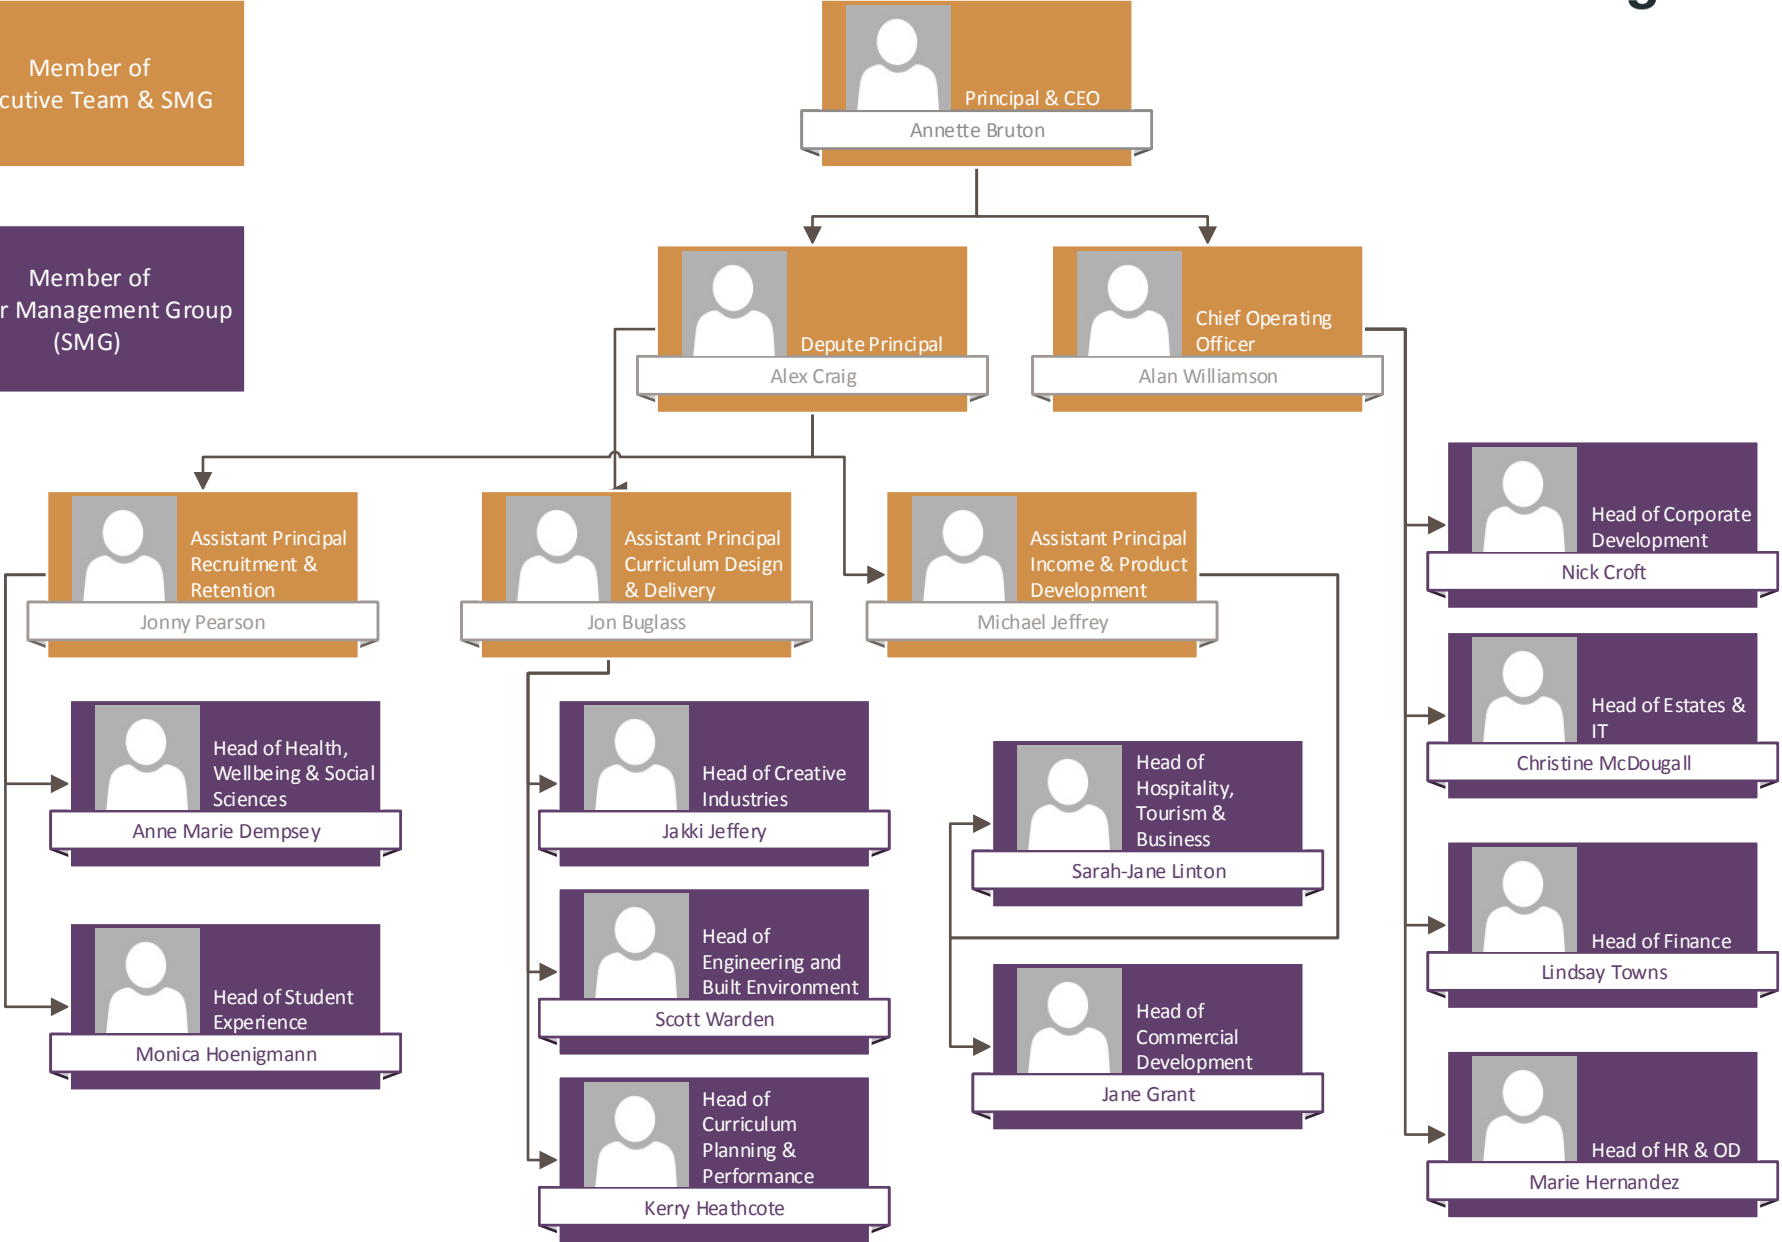 Member of
cutive Team & SMG
Principal & CEO
Annette Bruton
Member of
r Management Group
(SMG)
Depute Principal
Alex Craig
Chief Operating
Officer
Alan Williamson
Assistant Principal
Recruitment &
Retention
Jonny Pearson
Assistant Principal
Curriculum Design
& Delivery
Jon Buglass
Assistant Principal
Income & Product
Development
Michael Jeffrey
Head of Corporate
Development
Nick Croft
Head of Estates &
IT
Christine McDougall
Head of Health,
Wellbeing & Social
Sciences
Anne Marie Dempsey
Head of Creative
Industries
Jakki Jeffery
Head of
Hospitality,
Tourism &
Business
Sarah-Jane Linton
Head of Finance
Lindsay Towns
Head of Student
Experience
Monica Hoenigmann
Head of
Engineering and
Built Environment
Scott Warden
Head of
Commercial
Development
Jane Grant
Head of
Curriculum
Planning &
Performance
Kerry Heathcote
Head of HR & OD
Marie Hernandez